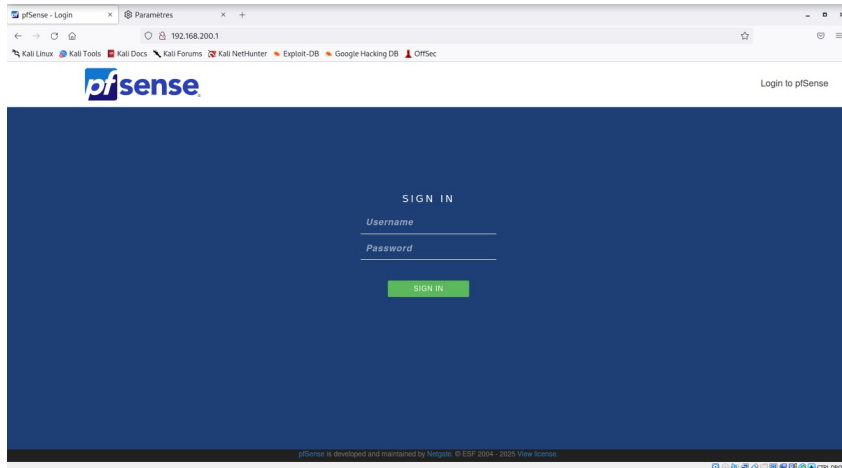 pfSense - Login
Paramètres
192.168.200.1
Kali Linux Kali Tools Kali Docs Kali Forums Kali NetHunter Exploit-DB Google Hacking DB OffSec
pfsense
Login to pfSense
SIGN IN
Username
Password
SIGN IN
pfSense is developed and maintained by Netgate. © ESF 2004 - 2025 View license.